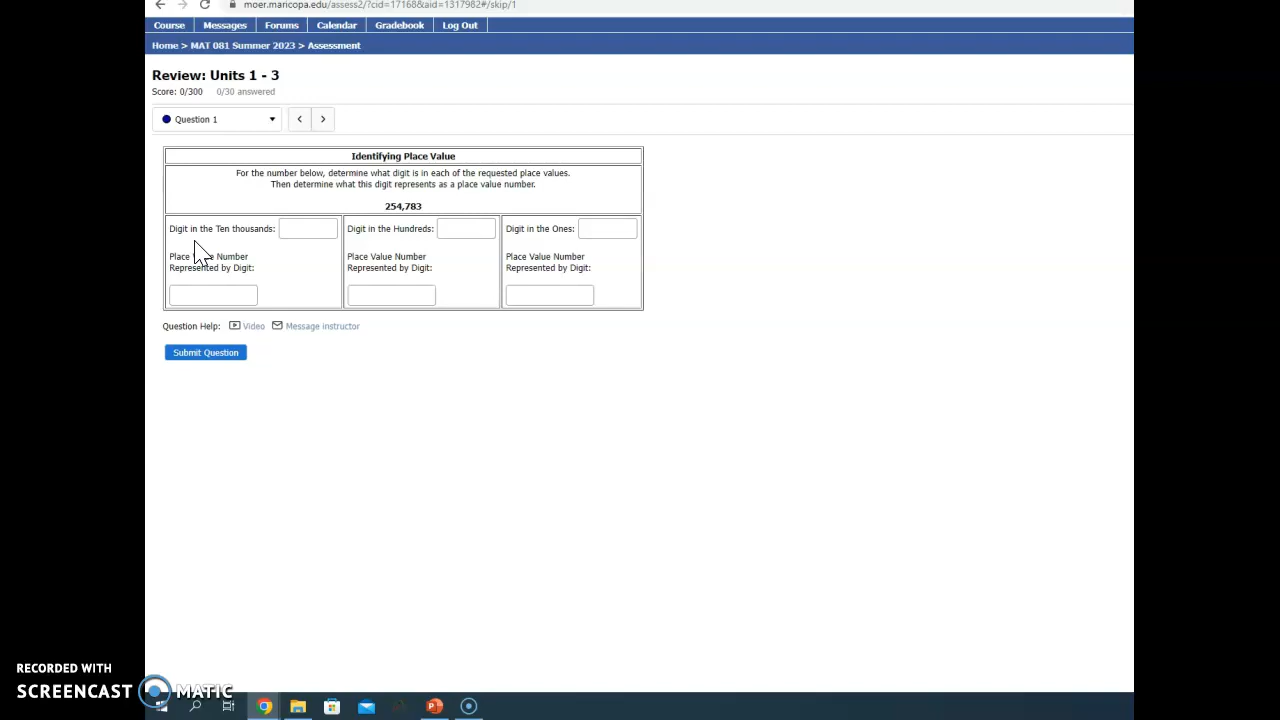 moer.maricopa.edu/assess2/?cid=17168&aid=1317982#/skip/1
Course Messages Forums Calendar Gradebook Log Out
Home > MAT 081 Summer 2023 > Assessment
Review: Units 1 - 3
Score: 0/300 0/30 answered
Question 1
Identifying Place Value
For the number below, determine what digit is in each of the requested place values.
Then determine what this digit represents as a place value number.
254,783
Digit in the Ten thousands: Digit in the Hundreds: Digit in the Ones:
Place Number Place Value Number Place Value Number
Represented by Digit: Represented by Digit: Represented by Digit:
Question Help: Video Message instructor
Submit Question
RECORDED WITH
SCREENCAST MATIC